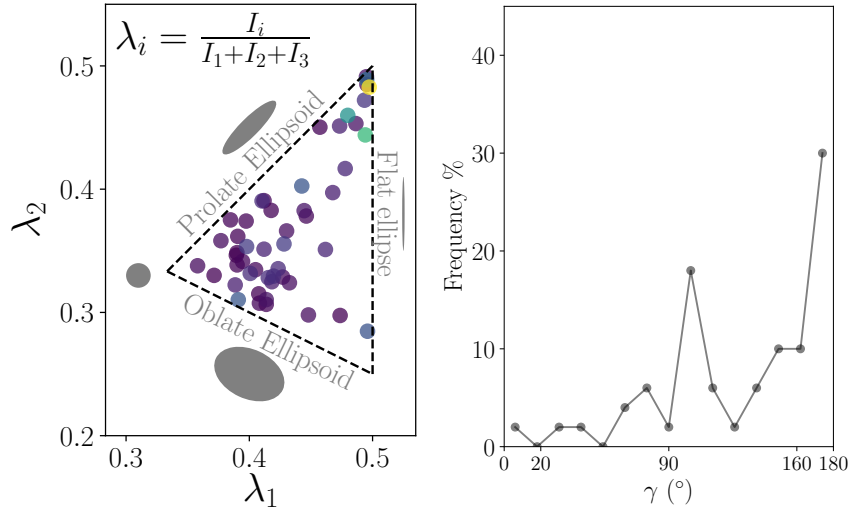 λ_i = I_i / (I_1+I_2+I_3)
0.5
0.4
0.3
0.2
λ_2
Prolate Ellipsoid
Flat ellipse
Oblate Ellipsoid
0.3 0.4 0.5
λ_1
40
30
20
10
0
Frequency %
0 20 90 160 180
γ (°)